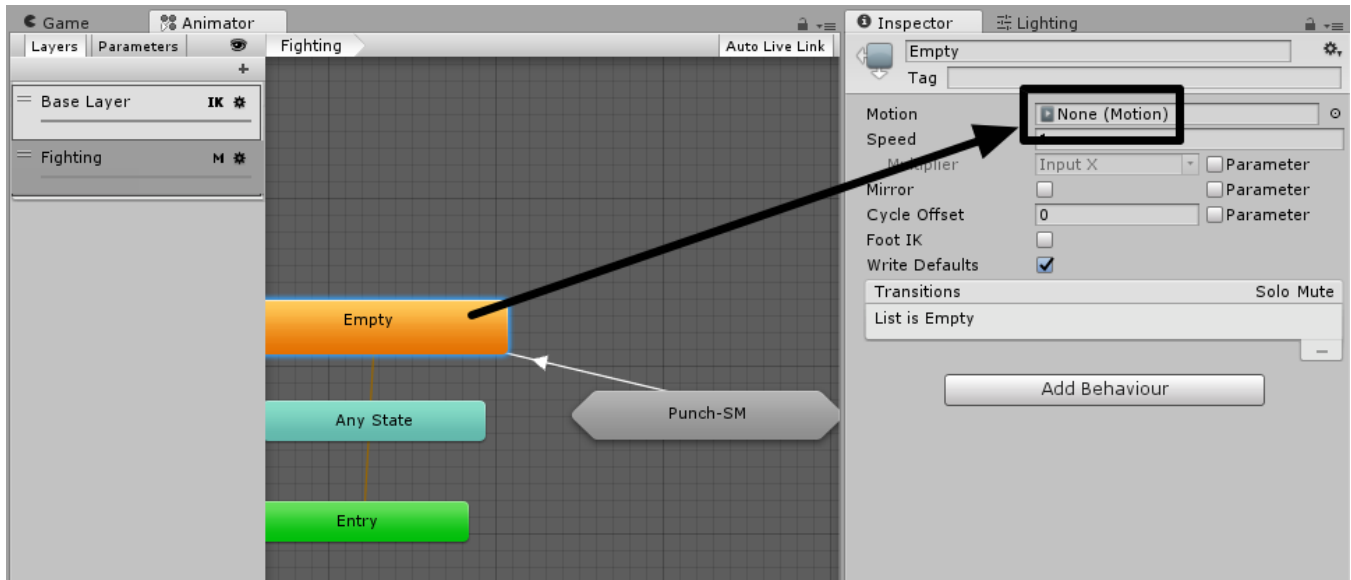 Game
Animator
Layers Parameters
Base Layer IK
Fighting M
Fighting
Auto Live Link
Empty
Any State
Entry
Punch-SM
Inspector
Lighting
Empty
Tag
Motion None (Motion)
Speed
Multiplier Input X Parameter
Mirror Parameter
Cycle Offset 0 Parameter
Foot IK
Write Defaults
Transitions Solo Mute
List is Empty
Add Behaviour